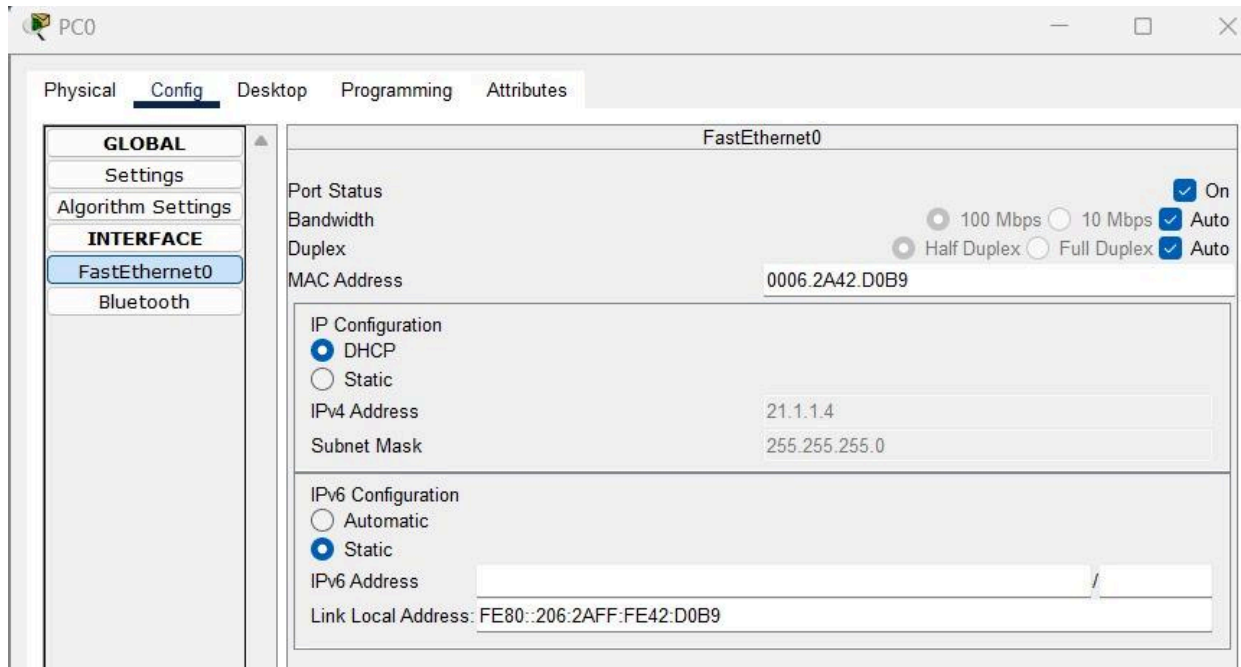 PC0
Physical Config Desktop Programming Attributes
GLOBAL
Settings
Algorithm Settings
INTERFACE
FastEthernet0
Bluetooth
FastEthernet0
Port Status On
Bandwidth 100 Mbps 10 Mbps Auto
Duplex Half Duplex Full Duplex Auto
MAC Address 0006.2A42.D0B9
IP Configuration
DHCP
Static
IPv4 Address 21.1.1.4
Subnet Mask 255.255.255.0
IPv6 Configuration
Automatic
Static
IPv6 Address /
Link Local Address: FE80::206:2AFF:FE42:D0B9